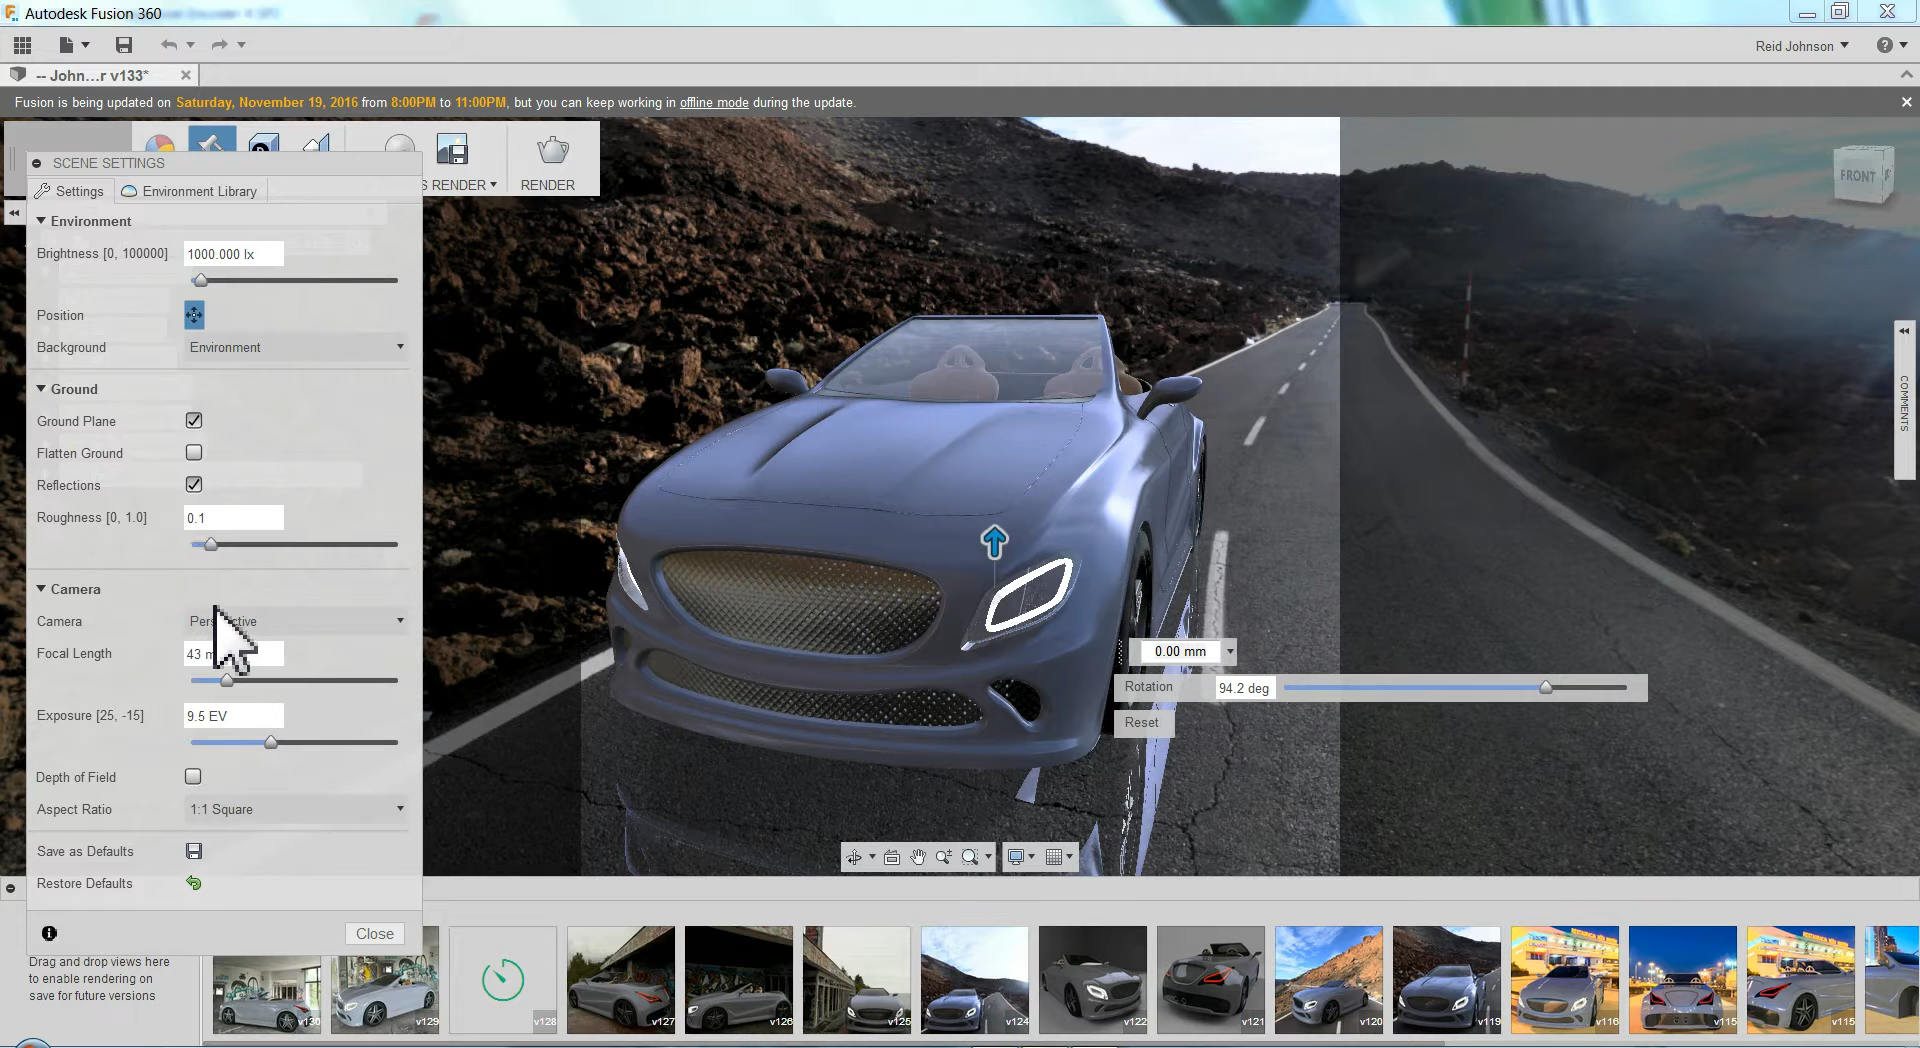 Autodesk Fusion 360
Reid Johnson
-- John...r v133*
Fusion is being updated on Saturday, November 19, 2016 from 8:00PM to 11:00PM, but you can keep working in offline mode during the update.
SCENE SETTINGS
S RENDER
RENDER
FRONT
Settings
Environment Library
Environment
Brightness [0, 100000]
1000.000 lx
Position
Background
Environment
COMMENTS
Ground
Ground Plane
Flatten Ground
Reflections
Roughness [0, 1.0]
0.1
Camera
Camera
Focal Length
43 m
0.00 mm
Rotation
94.2 deg
Reset
Exposure [25, -15]
9.5 EV
Depth of Field
Aspect Ratio
1:1 Square
Save as Defaults
Restore Defaults
Close
Drag and drop views here
to enable rendering on
save for future versions
v130
v129
v128
v127
v126
v125
v124
v122
v121
v120
v119
v116
v115
v115